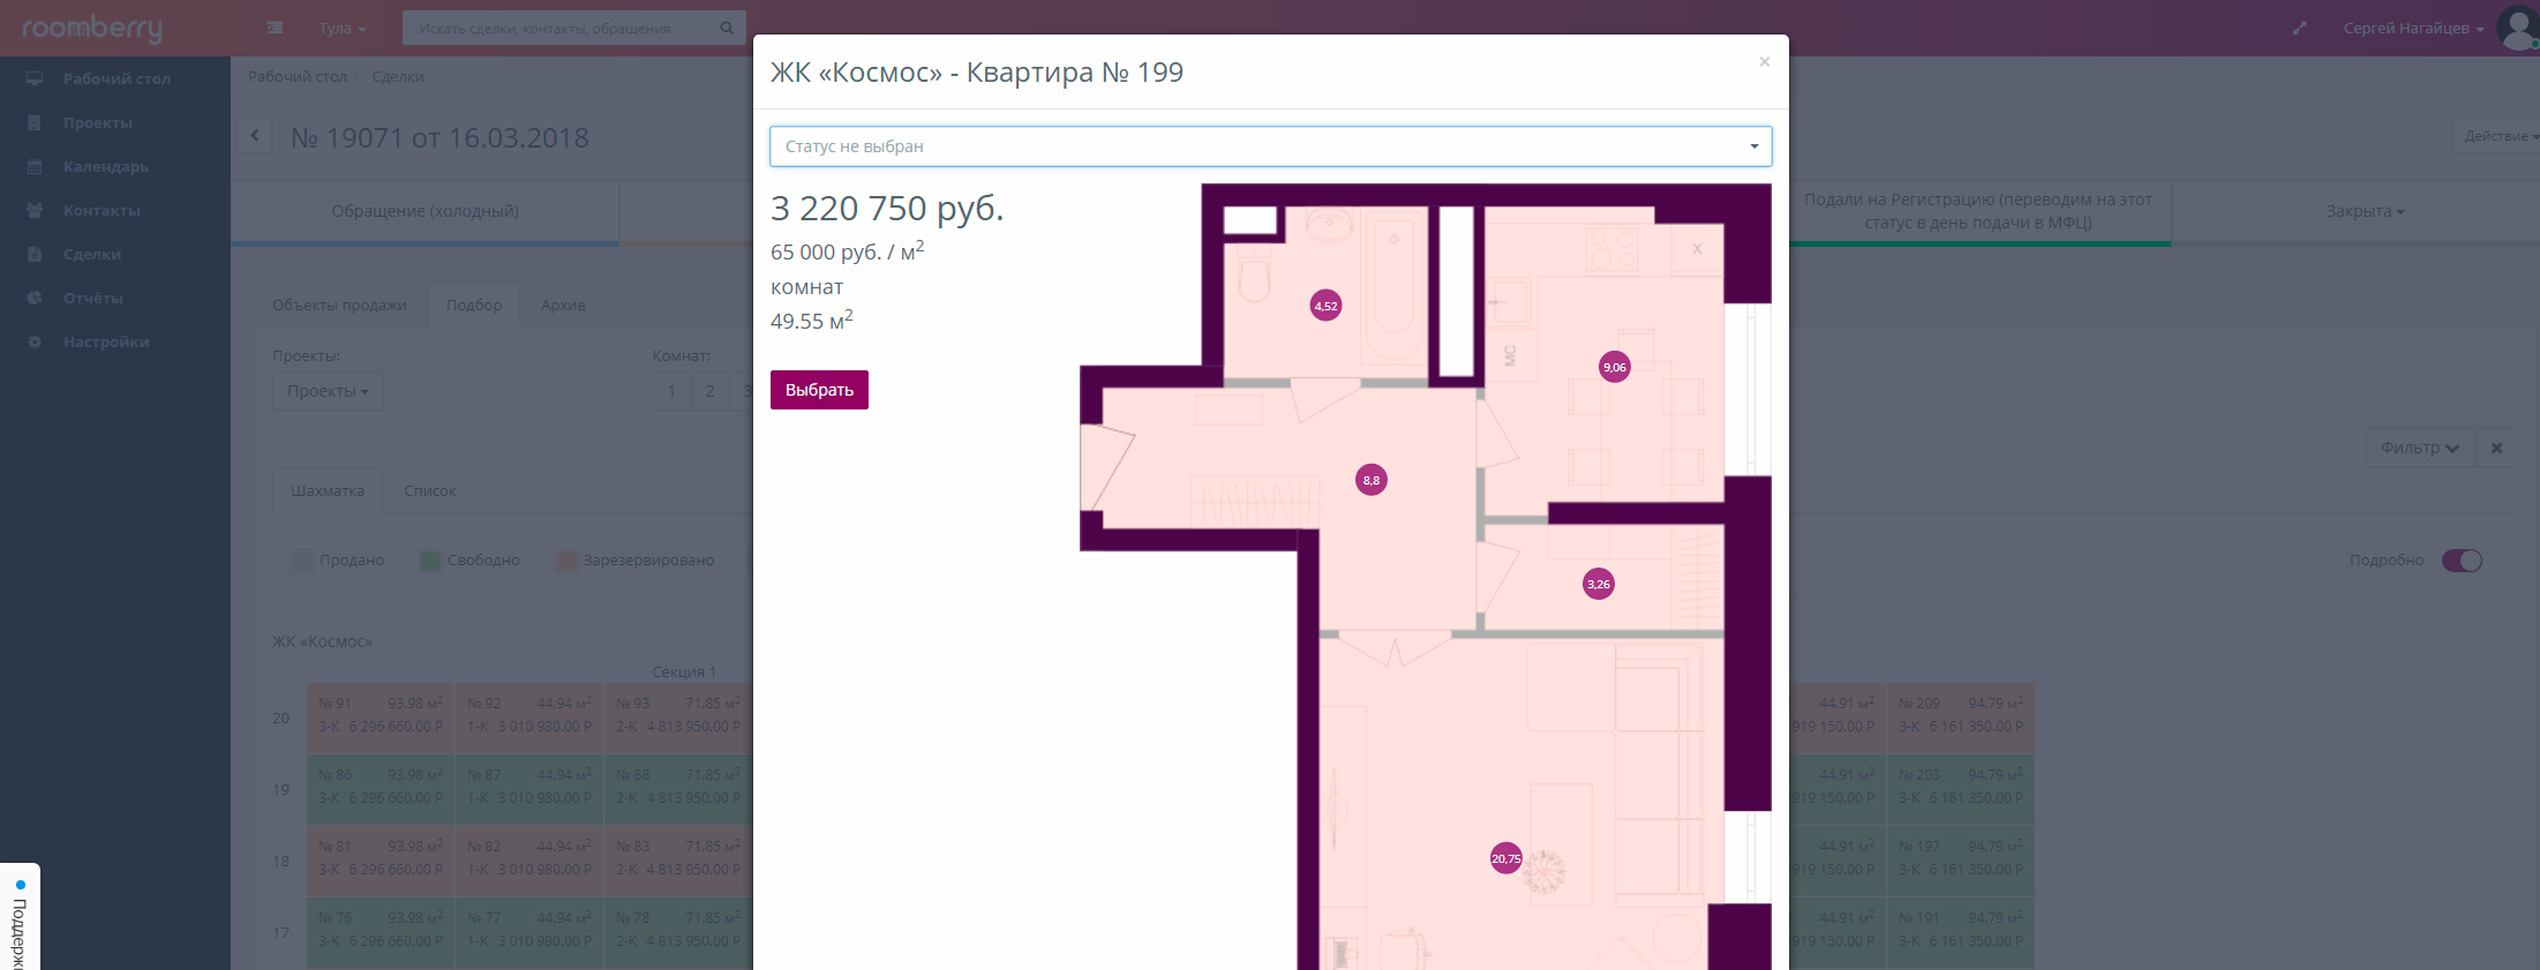 roomberry
Тула
Искать сделки, контакты, обращения
Сергей Нагайцев
Рабочий стол
Проекты
Календарь
Контакты
Сделки
Отчёты
Настройки
Рабочий стол / Сделки
№ 19071 от 16.03.2018
Действие
Обращение (холодный)
Подали на Регистрацию (переводим на этот
статус в день подачи в МФЦ)
Закрыта
Объекты продажи
Подбор
Архив
Проекты:
Проекты
Комнат:
1 2 3
Фильтр
Шахматка
Список
Продано
Свободно
Зарезервировано
Подробно
ЖК «Космос»
Секция 1
20
№ 91 93.98 м2
3-К 6 296 660.00 Р
№ 92 44.94 м2
1-К 3 010 980.00 Р
№ 93 71.85 м2
2-К 4 813 950.00 Р
44.91 м2
919 150.00 Р
№ 209 94.79 м2
3-К 6 161 350.00 Р
19
№ 86 93.98 м2
3-К 6 296 660.00 Р
№ 87 44.94 м2
1-К 3 010 980.00 Р
№ 88 71.85 м2
2-К 4 813 950.00 Р
44.91 м2
919 150.00 Р
№ 203 94.79 м2
3-К 6 161 350.00 Р
18
№ 81 93.98 м2
3-К 6 296 660.00 Р
№ 82 44.94 м2
1-К 3 010 980.00 Р
№ 83 71.85 м2
2-К 4 813 950.00 Р
44.91 м2
919 150.00 Р
№ 197 94.79 м2
3-К 6 161 350.00 Р
17
№ 76 93.98 м2
3-К 6 296 660.00 Р
№ 77 44.94 м2
1-К 3 010 980.00 Р
№ 78 71.85 м2
2-К 4 813 950.00 Р
44.91 м2
919 150.00 Р
№ 191 94.79 м2
3-К 6 161 350.00 Р
ЖК «Космос» - Квартира № 199
×
Статус не выбран
3 220 750 руб.
65 000 руб. / м2
комнат
49.55 м2
Выбрать
4,52
9,06
8,8
3,26
20,75
МС
X